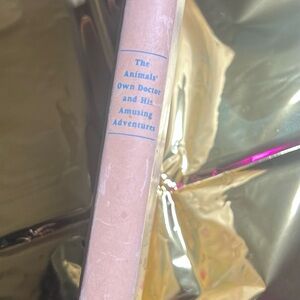 The
Animals'
Own Doctor
and His
Amusing
Adventures